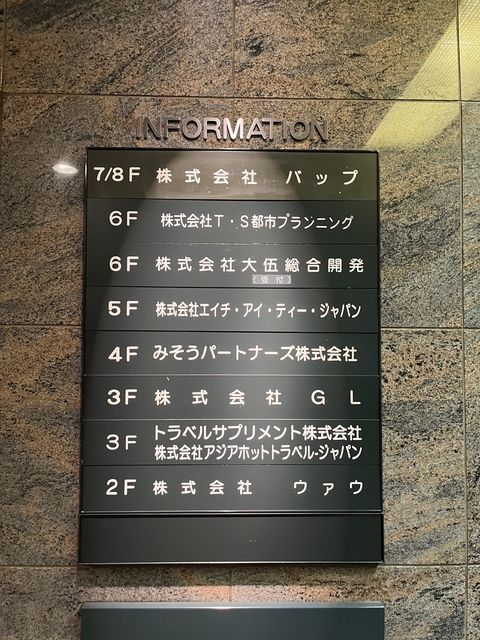 INFORMATION
7/8F 株式会社 バップ
6F 株式会社T・S都市プランニング
6F 株式会社大伍総合開発
(受付)
5F 株式会社エイチ・アイ・ティー・ジャパン
4F みそうパートナーズ株式会社
3F 株式会社 GL
3F トラベルサプリメント株式会社
株式会社アジアホットトラベル-ジャパン
2F 株式会社 ヴァウ